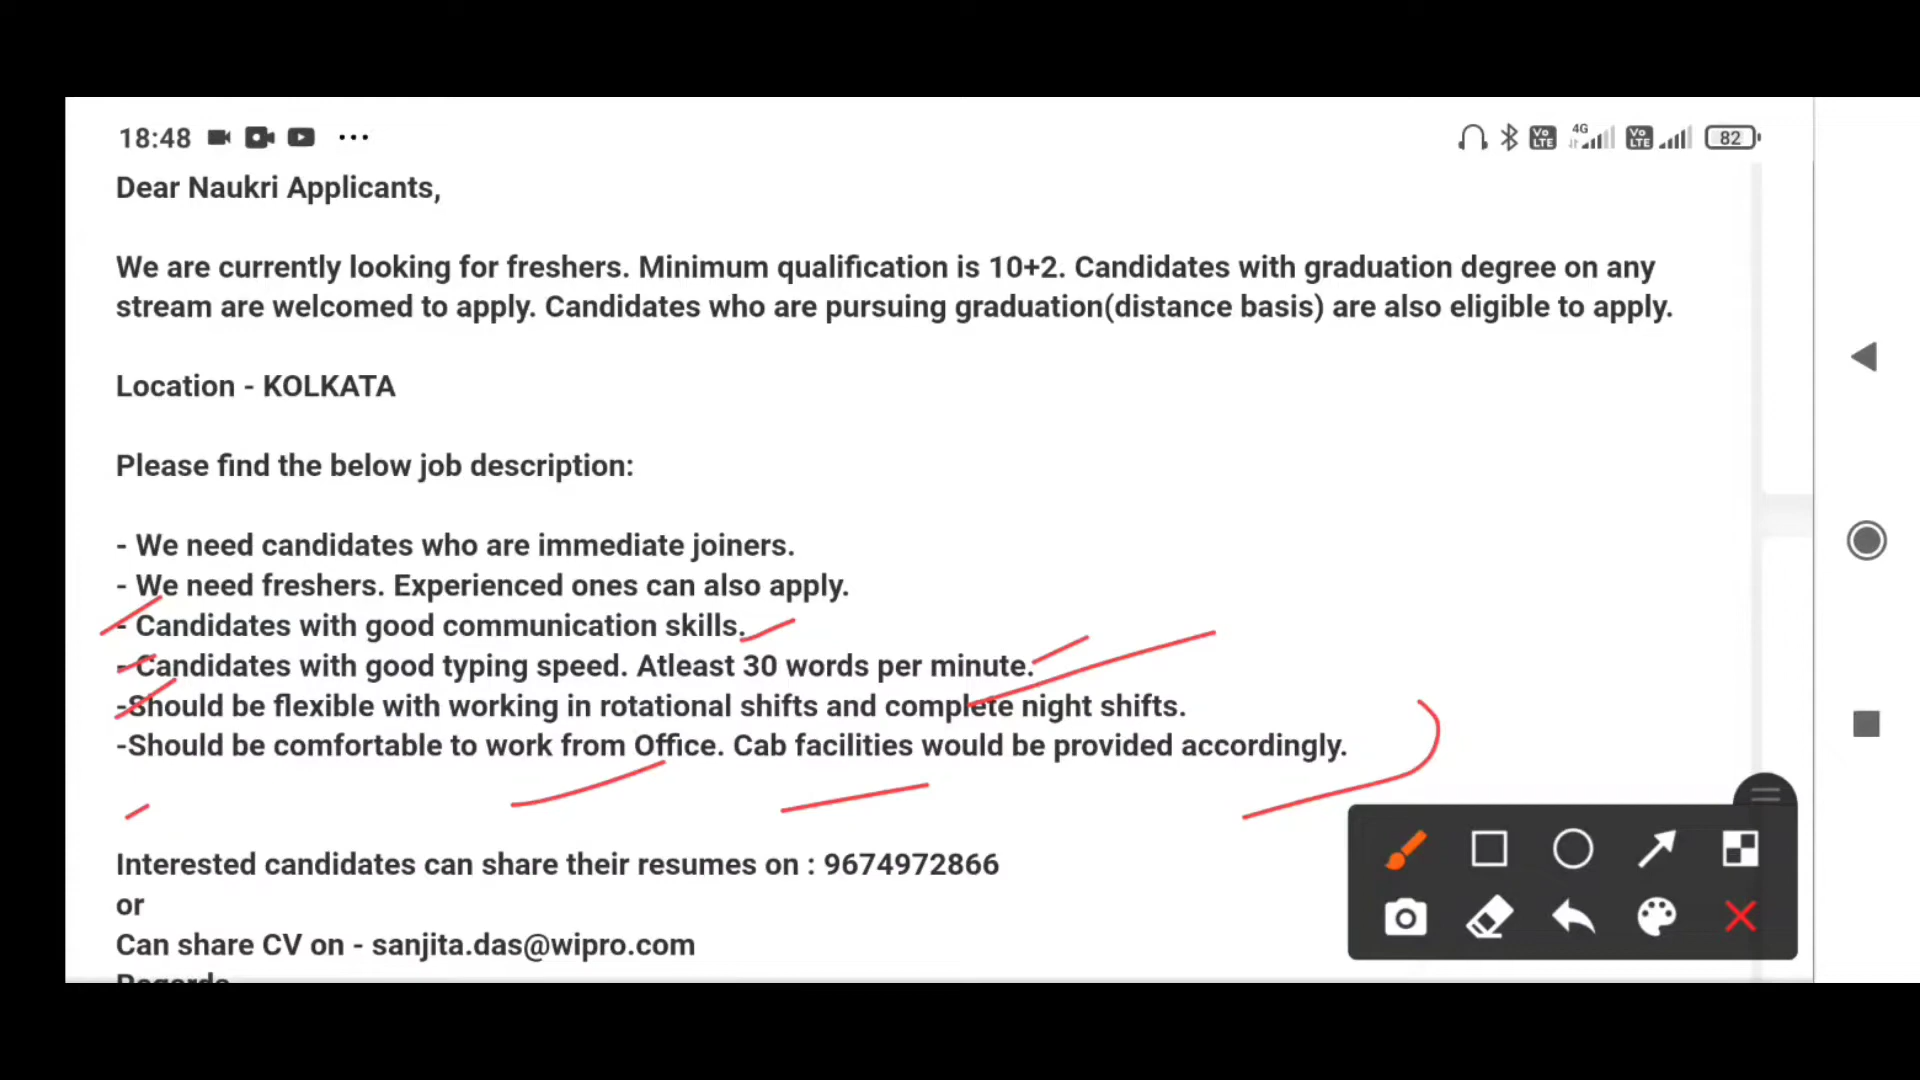 18:48
Vo LTE 4G Vo LTE 82
Dear Naukri Applicants,
We are currently looking for freshers. Minimum qualification is 10+2. Candidates with graduation degree on any
stream are welcomed to apply. Candidates who are pursuing graduation(distance basis) are also eligible to apply.
Location - KOLKATA
Please find the below job description:
- We need candidates who are immediate joiners.
- We need freshers. Experienced ones can also apply.
- Candidates with good communication skills.
- Candidates with good typing speed. Atleast 30 words per minute.
-Should be flexible with working in rotational shifts and complete night shifts.
-Should be comfortable to work from Office. Cab facilities would be provided accordingly.
Interested candidates can share their resumes on : 9674972866
or
Can share CV on - sanjita.das@wipro.com
Regards